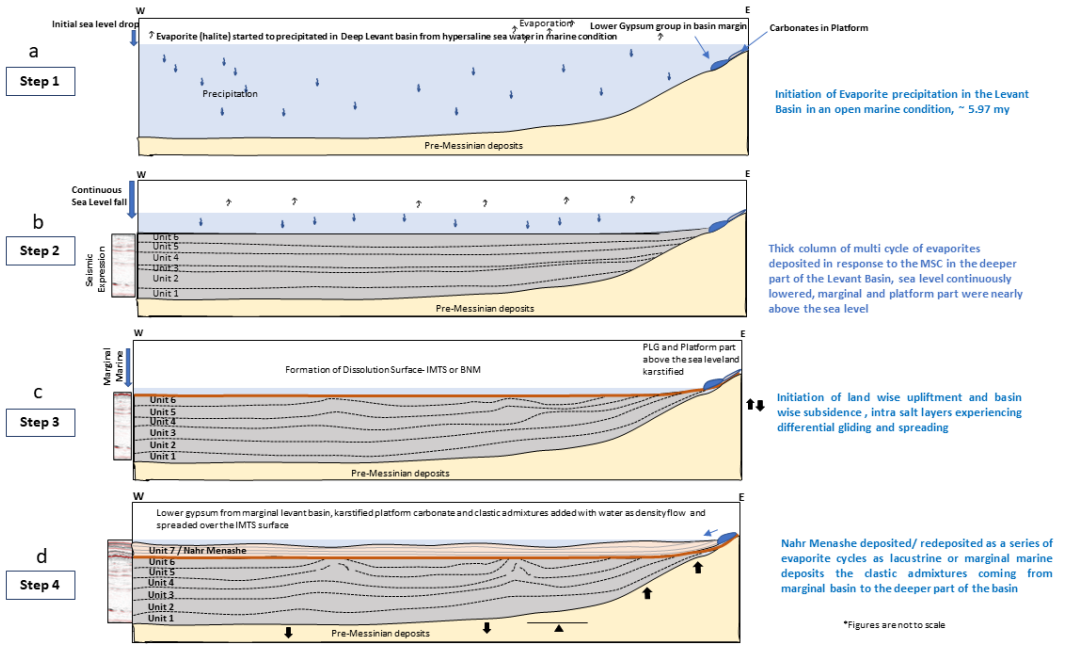 W
E
Initial sea level drop
Evaporation
Lower Gypsum group in basin margin
Evaporite (halite) started to precipitated in Deep Levant basin from hypersaline sea water in marine condition
Carbonates in Platform
a
Step 1
Precipitation
Pre-Messinian deposits
Initiation of Evaporite precipitation in the Levant
Basin in an open marine condition, ~ 5.97 my
W
E
Continuous
Sea Level fall
b
Step 2
Seismic
Expression
Unit 6
Unit 5
Unit 4
Unit 3
Unit 2
Unit 1
Pre-Messinian deposits
Thick column of multi cycle of evaporites
deposited in response to the MSC in the deeper
part of the Levant Basin, sea level continuously
lowered, marginal and platform part were nearly
above the sea level
W
E
Marginal
Marine
c
Step 3
Formation of Dissolution Surface- IMTS or BNM
PLG and Platform part
above the sea leveland
karstified
Unit 6
Unit 5
Unit 4
Unit 3
Unit 2
Unit 1
Pre-Messinian deposits
Initiation of land wise upliftment and basin
wise subsidence , intra salt layers experiencing
differential gliding and spreading
W
E
Lower gypsum from marginal levant basin, karstified platform carbonate and clastic admixtures added with water as density flow and
spreaded over the IMTS surface
d
Step 4
Unit 7 / Nahr Menashe
Unit 6
Unit 5
Unit 4
Unit 3
Unit 2
Unit 1
Pre-Messinian deposits
Nahr Menashe deposited/ redeposited as a series of
evaporite cycles as lacustrine or marginal marine
deposits the clastic admixtures coming from
marginal basin to the deeper part of the basin
*Figures are not to scale